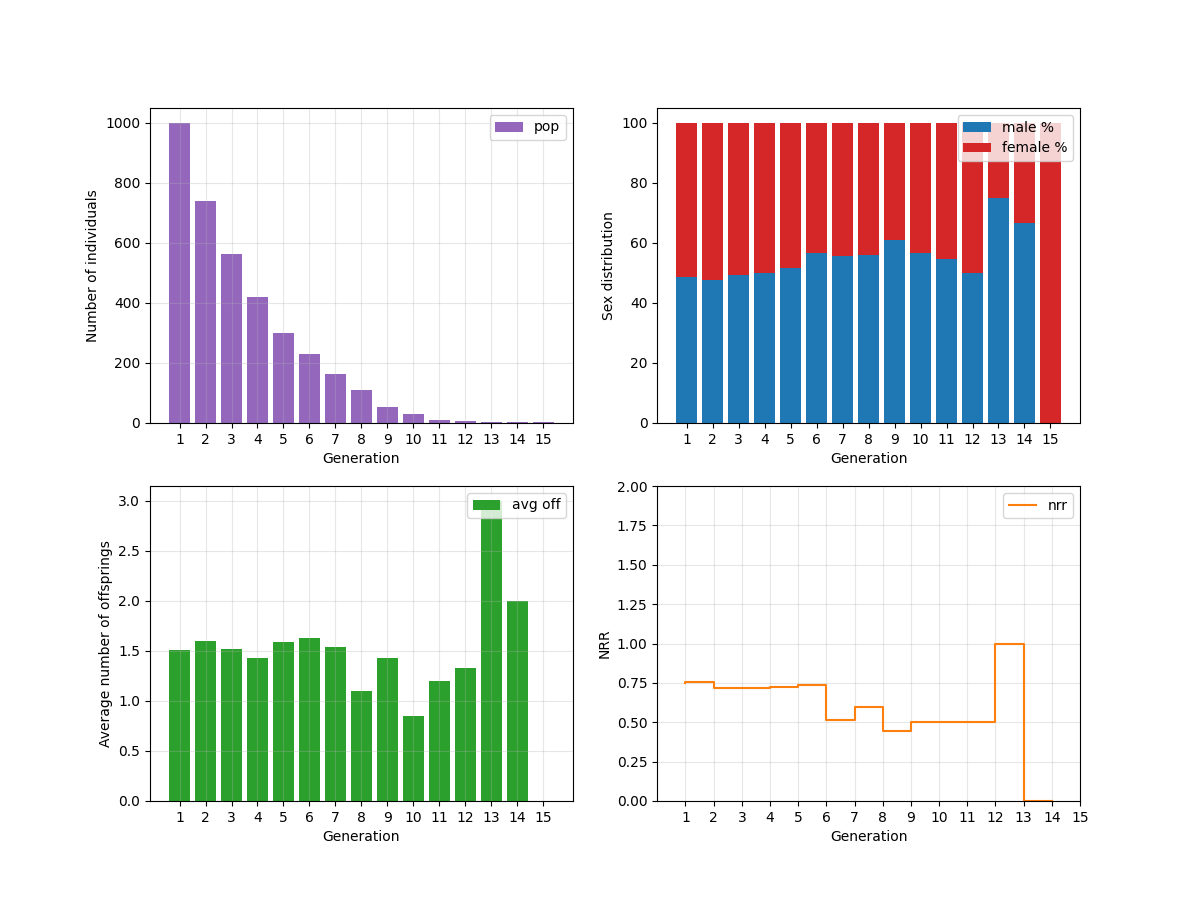 1000
800
600
400
200
0
Number of individuals
pop
1 2 3 4 5 6 7 8 9 10 11 12 13 14 15
Generation
100
80
60
40
20
0
Sex distribution
male %
female %
1 2 3 4 5 6 7 8 9 10 11 12 13 14 15
Generation
3.0
2.5
2.0
1.5
1.0
0.5
0.0
Average number of offsprings
avg off
1 2 3 4 5 6 7 8 9 10 11 12 13 14 15
Generation
2.00
1.75
1.50
1.25
1.00
0.75
0.50
0.25
0.00
NRR
nrr
1 2 3 4 5 6 7 8 9 10 11 12 13 14 15
Generation